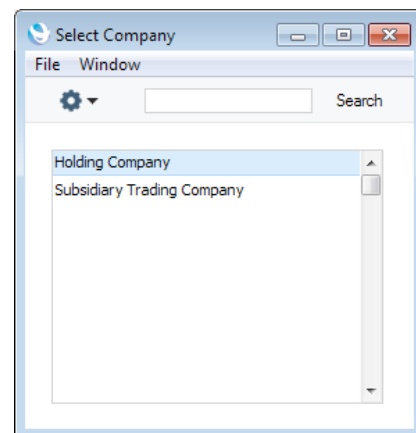 Select Company
File Window
Search
Holding Company
Subsidiary Trading Company